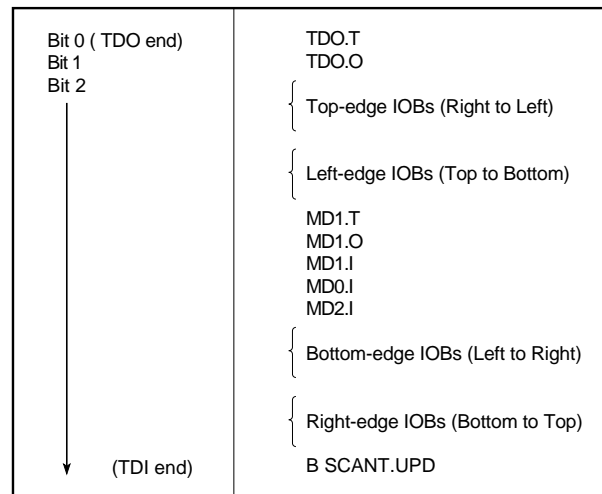 Bit 0 ( TDO end)
Bit 1
Bit 2
(TDI end)
TDO.T
TDO.O
Top-edge IOBs (Right to Left)
Left-edge IOBs (Top to Bottom)
MD1.T
MD1.O
MD1.I
MD0.I
MD2.I
Bottom-edge IOBs (Left to Right)
Right-edge IOBs (Bottom to Top)
B SCANT.UPD